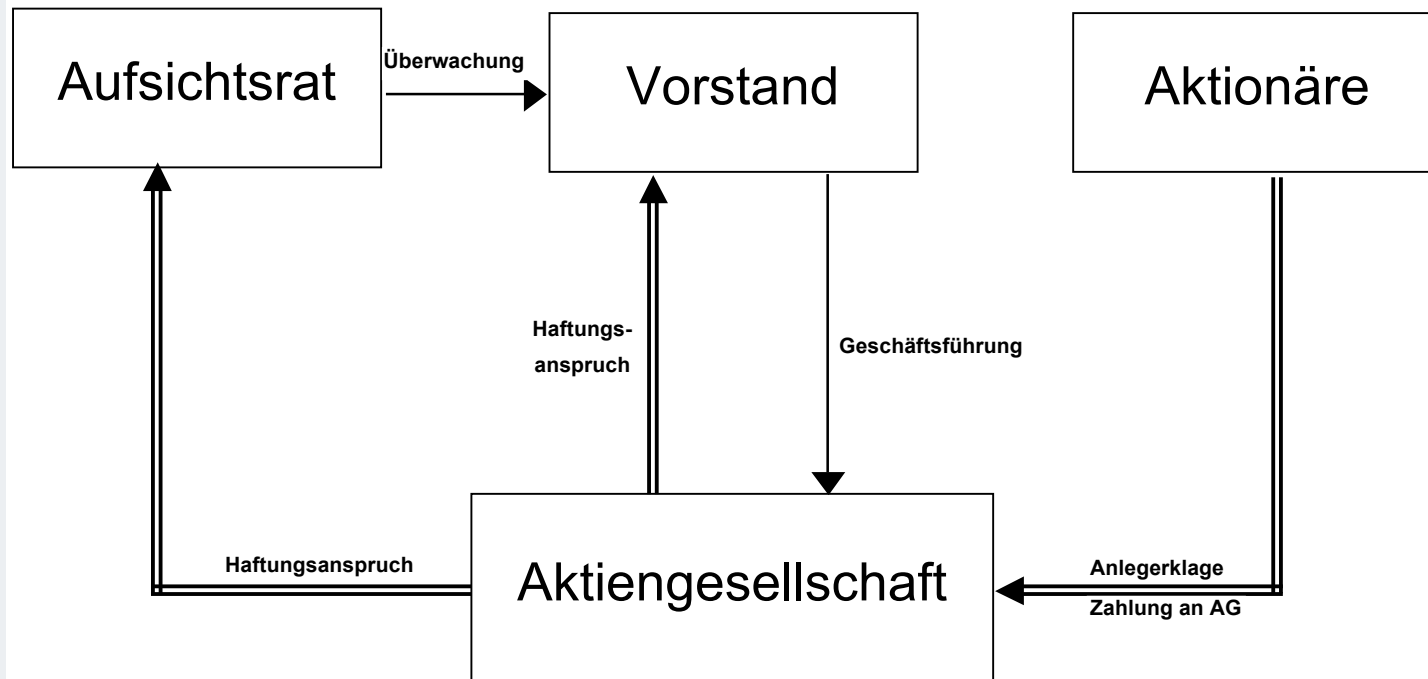 Aufsichtsrat
Überwachung
Vorstand
Aktionäre
Haftungs-
anspruch
Geschäftsführung
Haftungsanspruch
Aktiengesellschaft
Anlegerklage
Zahlung an AG